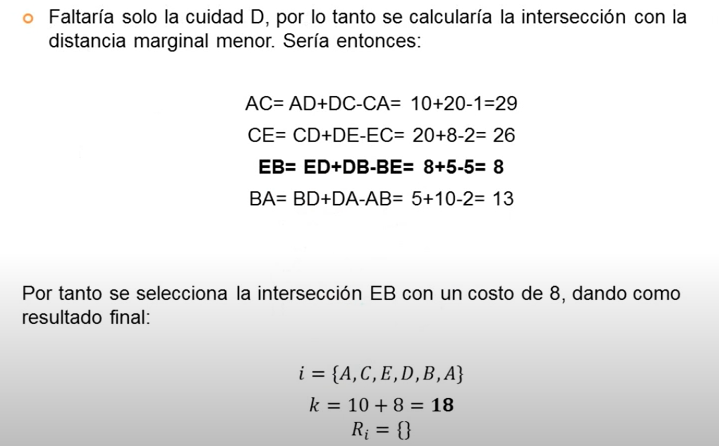 Faltaría solo la cuidad D, por lo tanto se calcularía la intersección con la
distancia marginal menor. Sería entonces:
AC= AD+DC-CA= 10+20-1=29
CE= CD+DE-EC= 20+8-2= 26
EB= ED+DB-BE= 8+5-5= 8
BA= BD+DA-AB= 5+10-2= 13
Por tanto se selecciona la intersección EB con un costo de 8, dando como
resultado final:
i = {A, C, E, D, B, A}
k = 10 + 8 = 18
Rᵢ = {}